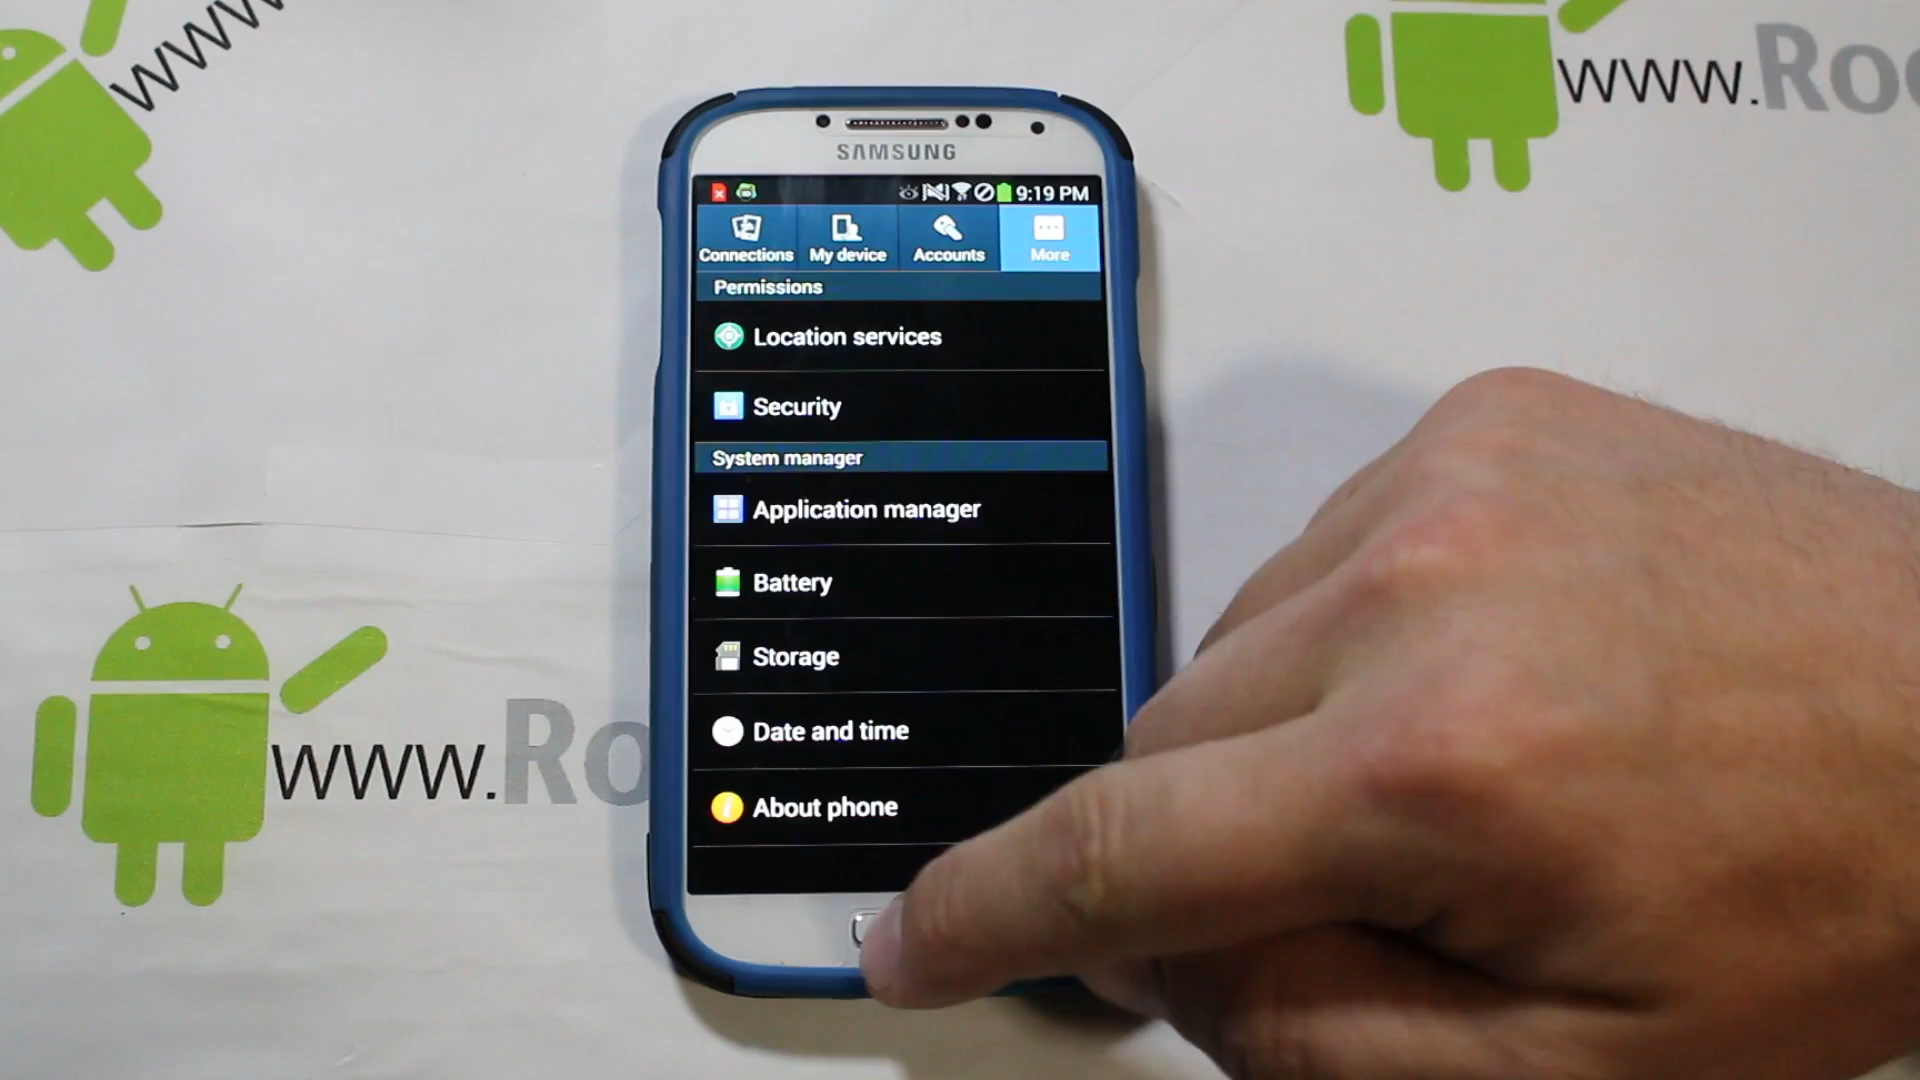 www
www.Ro
SAMSUNG
9:19 PM
Connections My device Accounts More
Permissions
Location services
Security
System manager
Application manager
Battery
Storage
Date and time
About phone
www.Ro